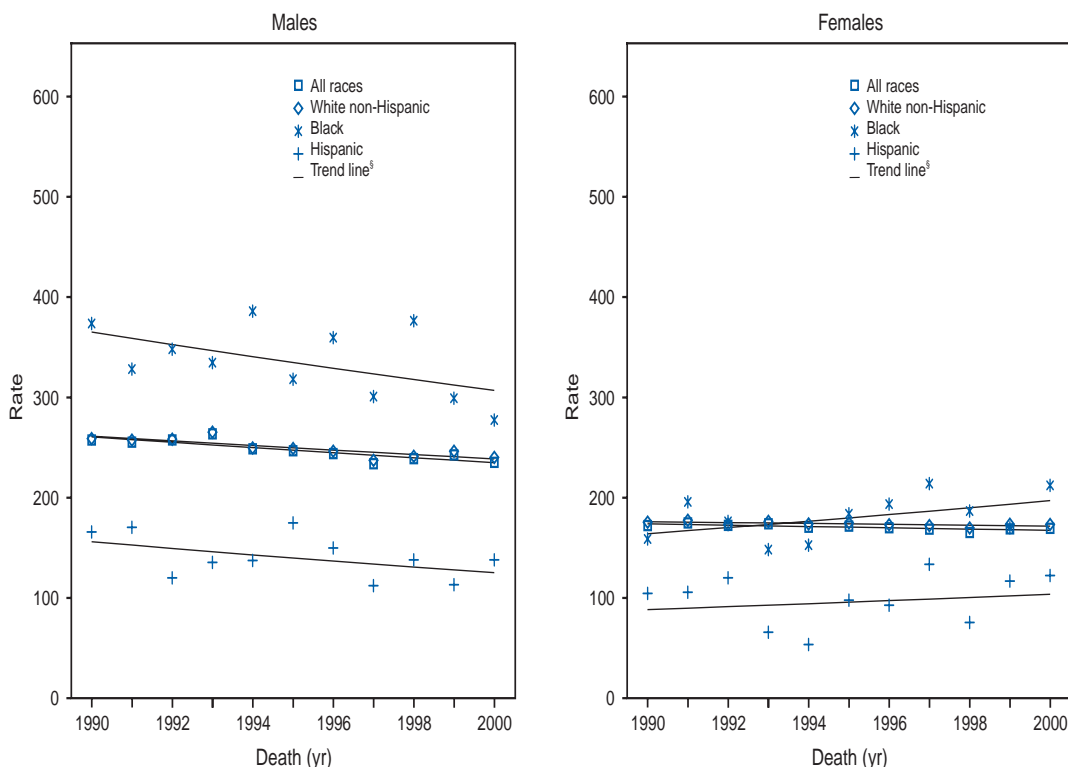 Males
All races
White non-Hispanic
Black
Hispanic
Trend line§
600
500
400
300
200
100
0
Rate
1990 1992 1994 1996 1998 2000
Death (yr)
Females
All races
White non-Hispanic
Black
Hispanic
Trend line§
600
500
400
300
200
100
0
Rate
1990 1992 1994 1996 1998 2000
Death (yr)